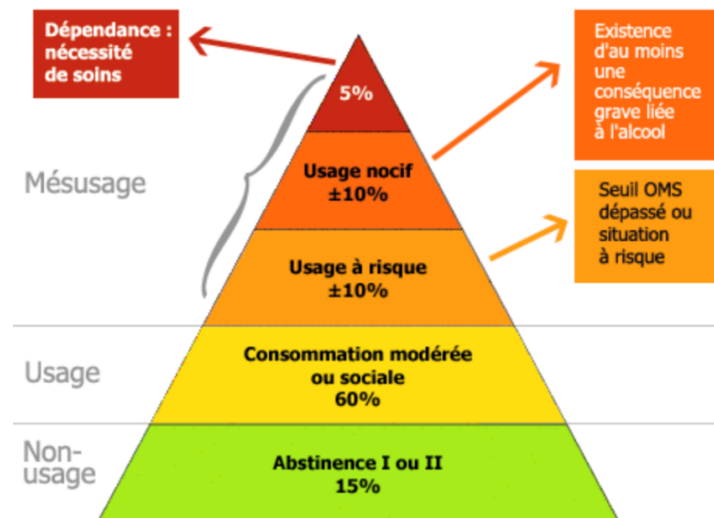 Dépendance :
nécessité
de soins
5%
Existence
d'au moins
une
conséquence
grave liée
à l'alcool
Mésusage
Usage nocif
±10%
Seuil OMS
dépassé ou
situation
à risque
Usage à risque
±10%
Usage
Consommation modérée
ou sociale
60%
Non-
usage
Abstinence I ou II
15%